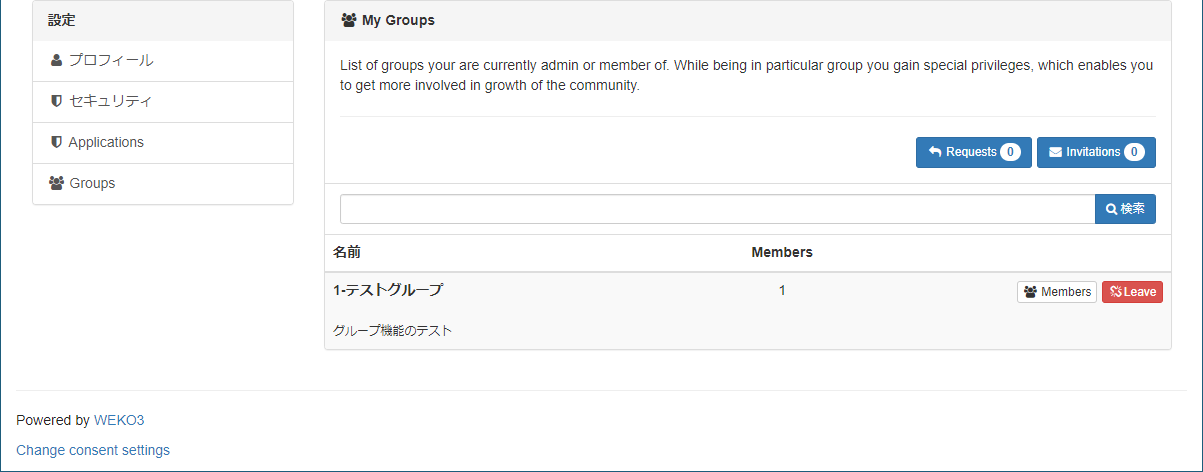 設定
プロフィール
セキュリティ
Applications
Groups
My Groups
List of groups your are currently admin or member of. While being in particular group you gain special privileges, which enables you
to get more involved in growth of the community.
Requests 0 Invitations 0
検索
名前 Members
1-テストグループ 1 Members Leave
グループ機能のテスト
Powered by WEKO3
Change consent settings